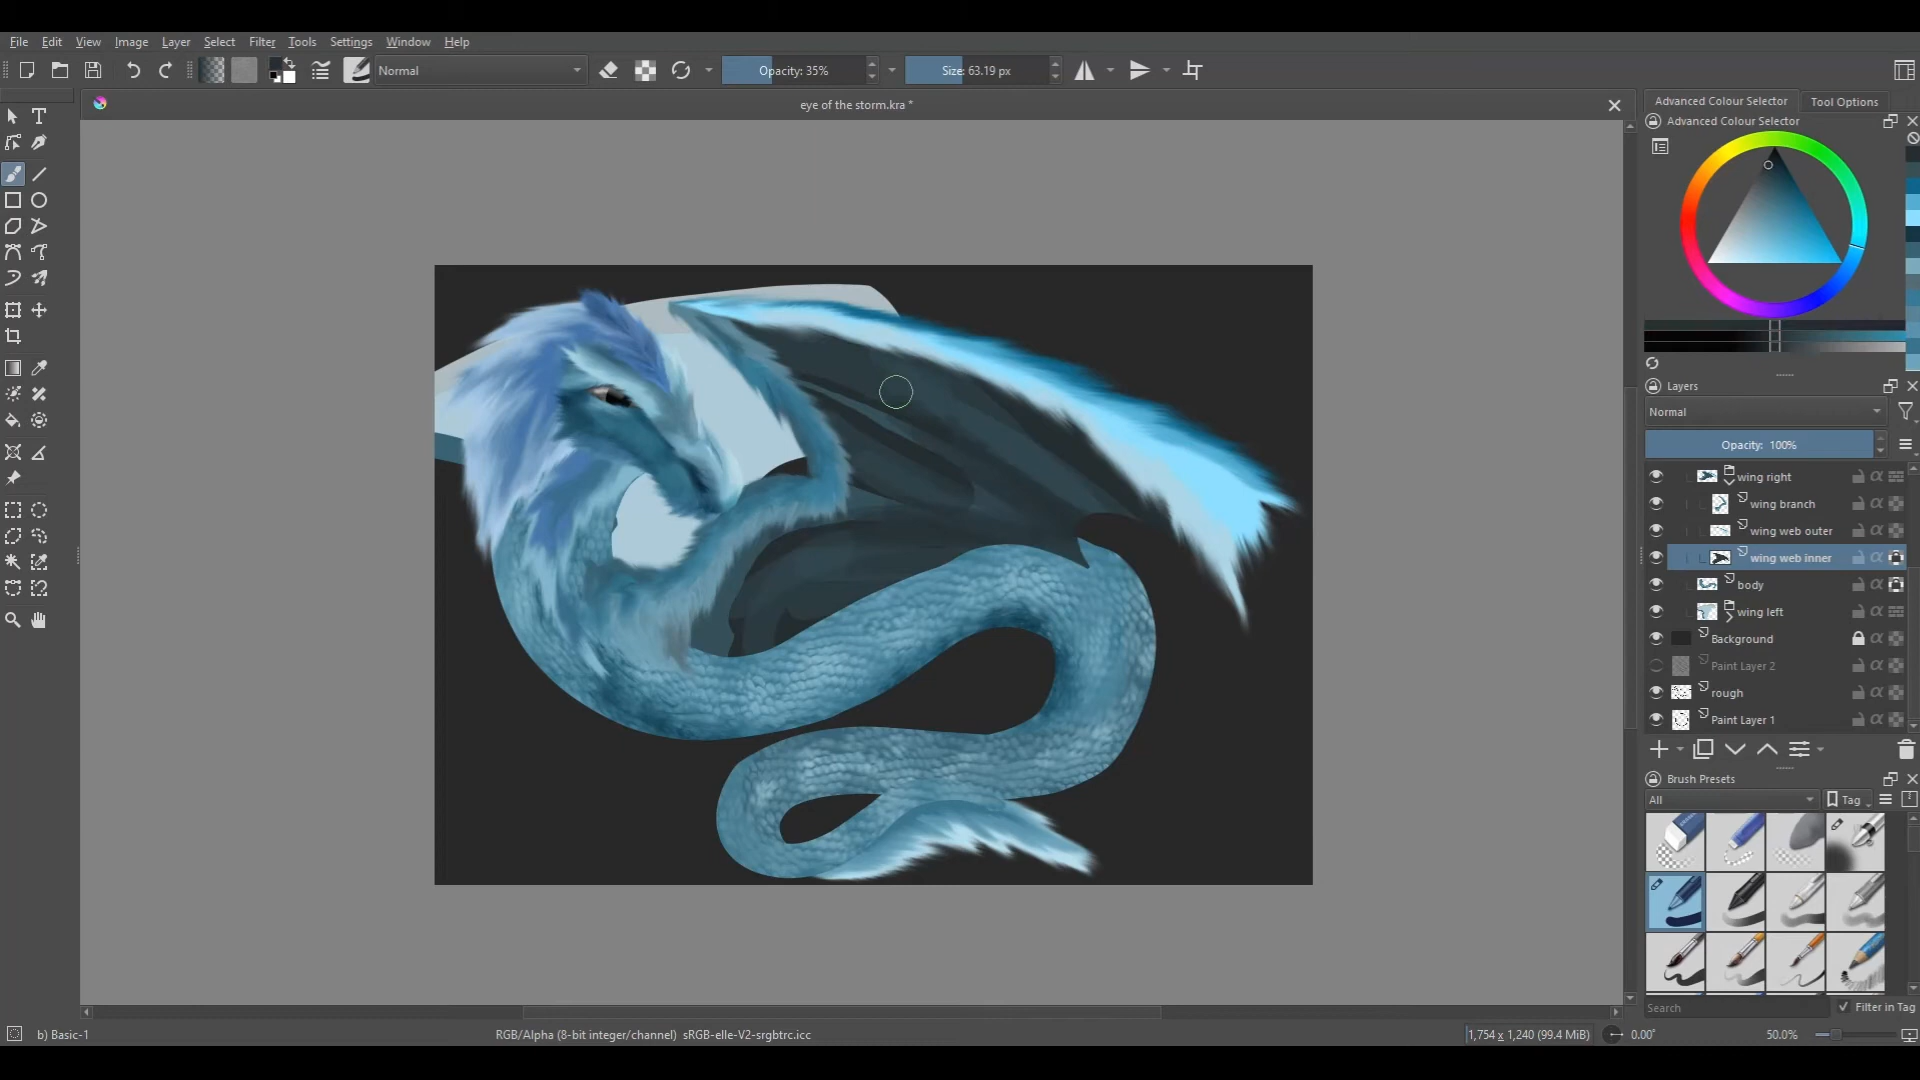 File Edit View Image Layer Select Filter Tools Settings Window Help
Normal Opacity: 35% Size: 63.19 px
eye of the storm.kra *
Advanced Colour Selector Tool Options
Advanced Colour Selector
Layers
Normal
Opacity: 100%
wing right
wing branch
wing web outer
wing web inner
body
wing left
Background
Paint Layer 2
rough
Paint Layer 1
Brush Presets
All Tag
Search Filter in Tag
b) Basic-1 RGB/Alpha (8-bit integer/channel) sRGB-elle-V2-srgbtrc.icc 1,754 x 1,240 (99.4 MiB) 0.00° 50.0%